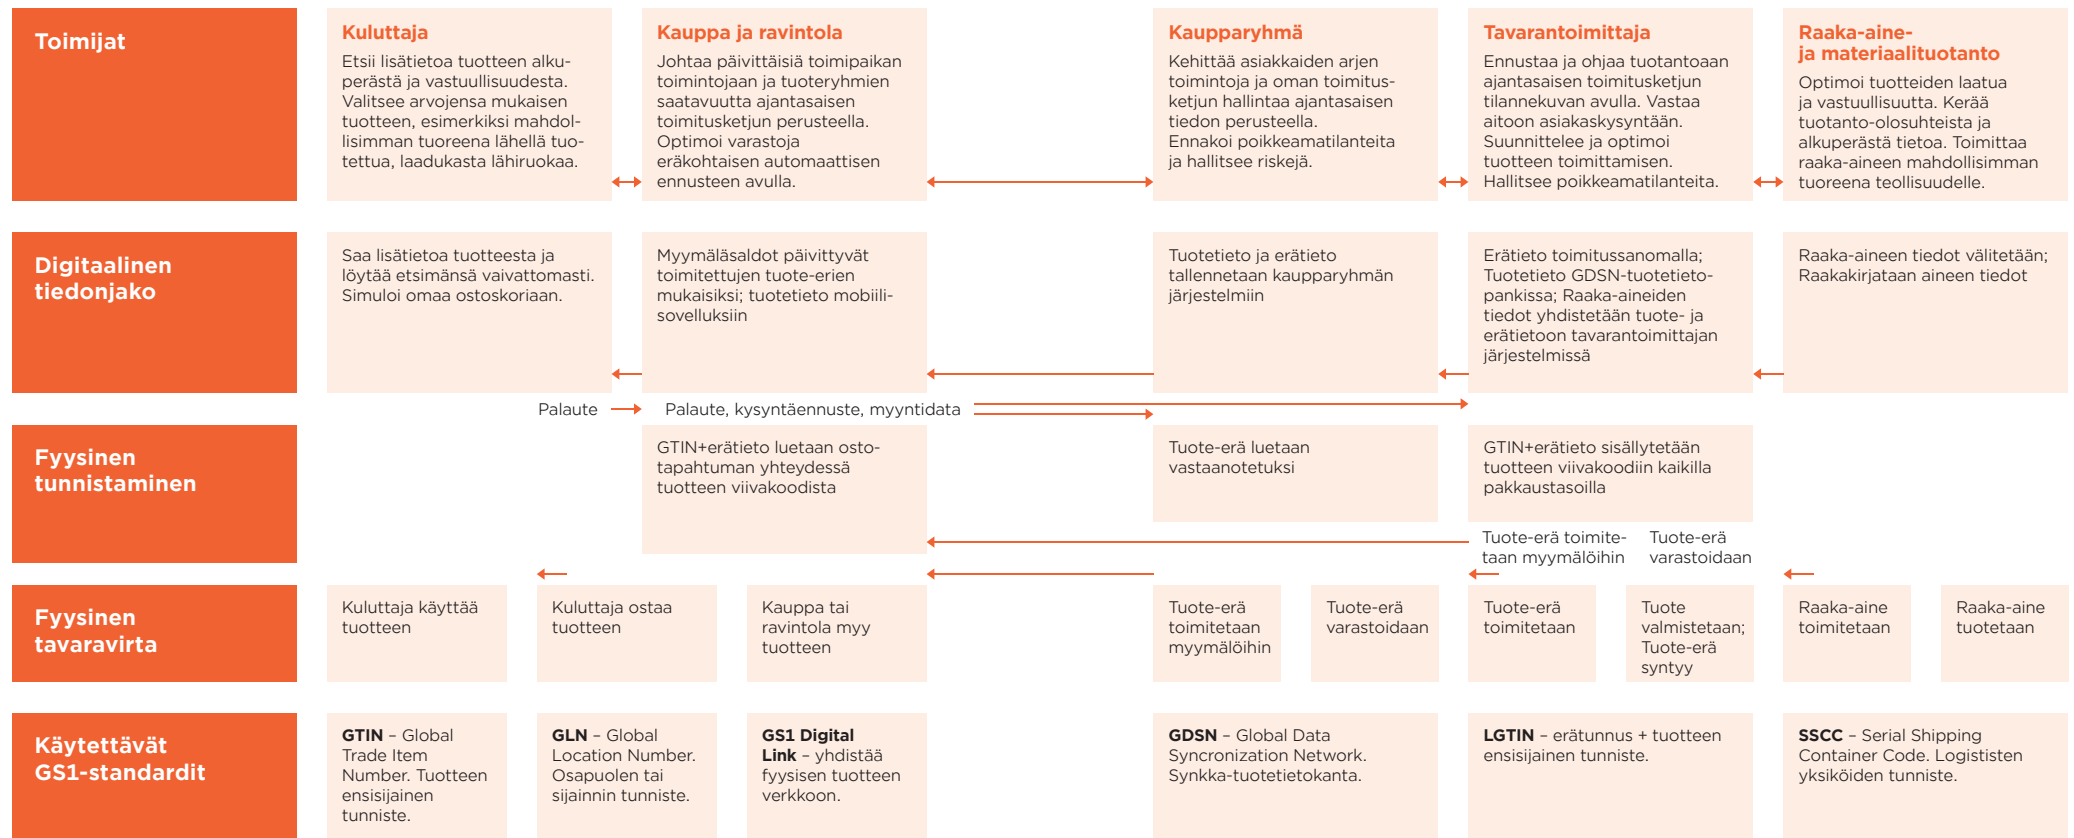 Toimijat
Kuluttaja
Etsii lisätietoa tuotteen alku-
perästä ja vastuullisuudesta.
Valitsee arvojensa mukaisen
tuotteen, esimerkiksi mahdol-
lisimman tuoreena lähellä tuo-
tettua, laadukasta lähiruokaa.
Kauppa ja ravintola
Johtaa päivittäisiä toimipaikan
toimintojaan ja tuoteryhmien
saatavuutta ajantasaisen
toimitusketjun perusteella.
Optimoi varastoja
eräkohtaisen automaattisen
ennusteen avulla.
Kaupparyhmä
Kehittää asiakkaiden arjen
toimintoja ja oman toimitus-
ketjun hallintaa ajantasaisen
tiedon perusteella.
Ennakoi poikkeamatilanteita
ja hallitsee riskejä.
Tavarantoimittaja
Ennustaa ja ohjaa tuotantoaan
ajantasaisen toimitusketjun
tilannekuvan avulla. Vastaa
aitoon asiakaskysyntään.
Suunnittelee ja optimoi
tuotteen toimittamisen.
Hallitsee poikkeamatilanteita.
Raaka-aine-
ja materiaalituotanto
Optimoi tuotteiden laatua
ja vastuullisuutta. Kerää
tuotanto-olosuhteista ja
alkuperästä tietoa. Toimittaa
raaka-aineen mahdollisimman
tuoreena teollisuudelle.
Digitaalinen
tiedonjako
Saa lisätietoa tuotteesta ja
löytää etsimänsä vaivattomasti.
Simuloi omaa ostoskoriaan.
Myymäläsaldot päivittyvät
toimitettujen tuote-erien
mukaisiksi; tuotetieto mobiili-
sovelluksiin
Tuotetieto ja erätieto
tallennetaan kaupparyhmän
järjestelmiin
Erätieto toimitussanomalla;
Tuotetieto GDSN-tuotetieto-
pankissa; Raaka-aineiden
tiedot yhdistetään tuote- ja
erätietoon tavarantoimittajan
järjestelmissä
Raaka-aineen tiedot välitetään;
Raakakirjataan aineen tiedot
Palaute
Palaute, kysyntäennuste, myyntidata
Fyysinen
tunnistaminen
GTIN+erätieto luetaan osto-
tapahtuman yhteydessä
tuotteen viivakoodista
Tuote-erä luetaan
vastaanotetuksi
GTIN+erätieto sisällytetään
tuotteen viivakoodiin kaikilla
pakkaustasoilla
Tuote-erä toimite-
taan myymälöihin
Tuote-erä
varastoidaan
Fyysinen
tavaravirta
Kuluttaja käyttää
tuotteen
Kuluttaja ostaa
tuotteen
Kauppa tai
ravintola myy
tuotteen
Tuote-erä
toimitetaan
myymälöihin
Tuote-erä
varastoidaan
Tuote-erä
toimitetaan
Tuote
valmistetaan;
Tuote-erä
syntyy
Raaka-aine
toimitetaan
Raaka-aine
tuotetaan
Käytettävät
GS1-standardit
GTIN – Global
Trade Item
Number. Tuotteen
ensisijainen
tunniste.
GLN – Global
Location Number.
Osapuolen tai
sijainnin tunniste.
GS1 Digital
Link – yhdistää
fyysisen tuotteen
verkkoon.
GDSN – Global Data
Syncronization Network.
Synkka-tuotetietokanta.
LGTIN – erätunnus + tuotteen
ensisijainen tunniste.
SSCC – Serial Shipping
Container Code. Logististen
yksiköiden tunniste.